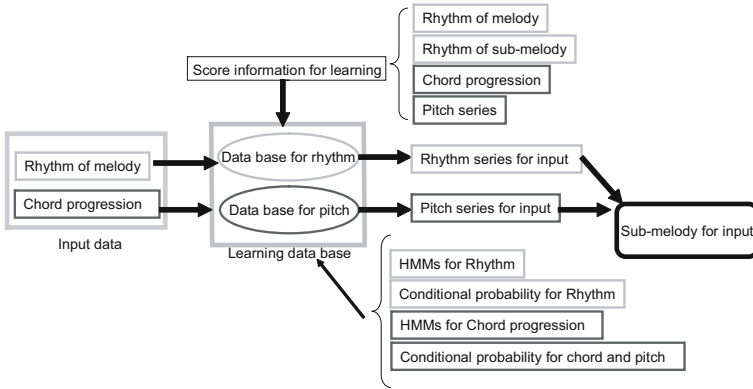 Rhythm of melody
Rhythm of sub-melody
Score information for learning
Chord progression
Pitch series
Rhythm of melody
Chord progression
Input data
Data base for rhythm
Data base for pitch
Learning data base
Rhythm series for input
Pitch series for input
Sub-melody for input
HMMs for Rhythm
Conditional probability for Rhythm
HMMs for Chord progression
Conditional probability for chord and pitch